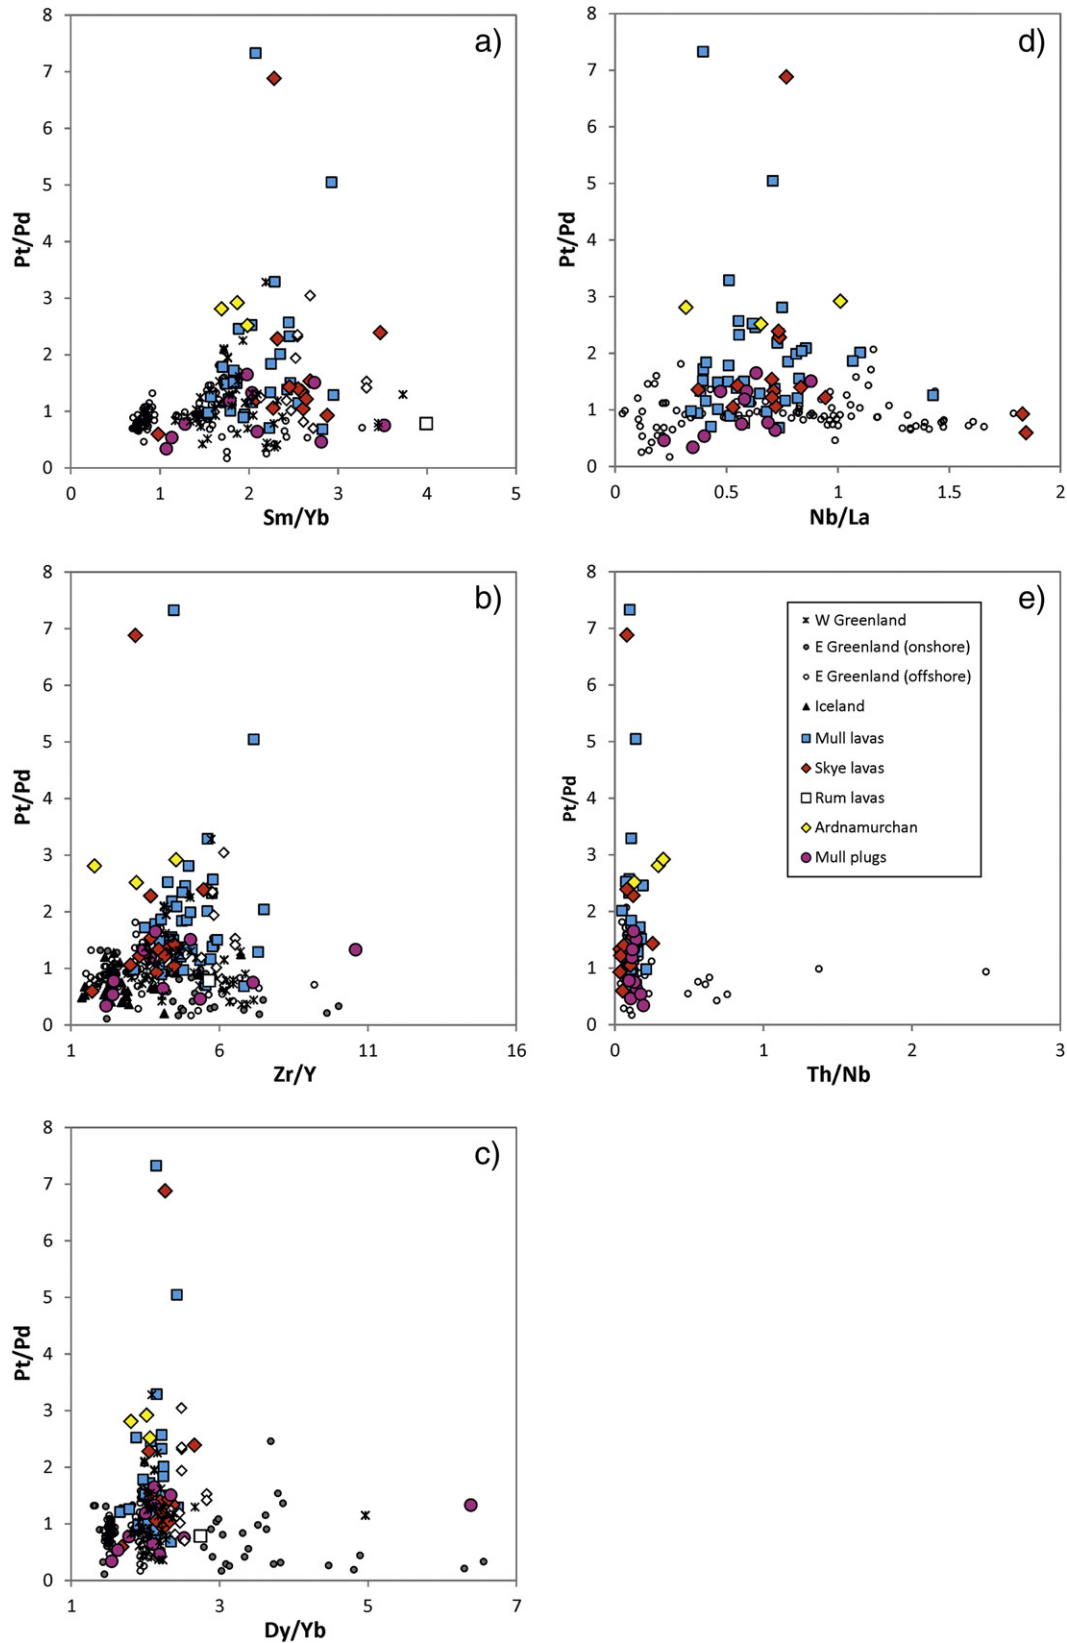 a)
8
7
6
5
4
3
2
1
0
Pt/Pd
0 1 2 3 4 5
Sm/Yb
d)
8
7
6
5
4
3
2
1
0
Pt/Pd
0 0.5 1 1.5 2
Nb/La
b)
8
7
6
5
4
3
2
1
0
Pt/Pd
1 6 11 16
Zr/Y
e)
8
7
6
5
4
3
2
1
0
Pt/Pd
W Greenland
E Greenland (onshore)
E Greenland (offshore)
Iceland
Mull lavas
Skye lavas
Rum lavas
Ardnamurchan
Mull plugs
0 1 2 3
Th/Nb
c)
8
7
6
5
4
3
2
1
0
Pt/Pd
1 3 5 7
Dy/Yb